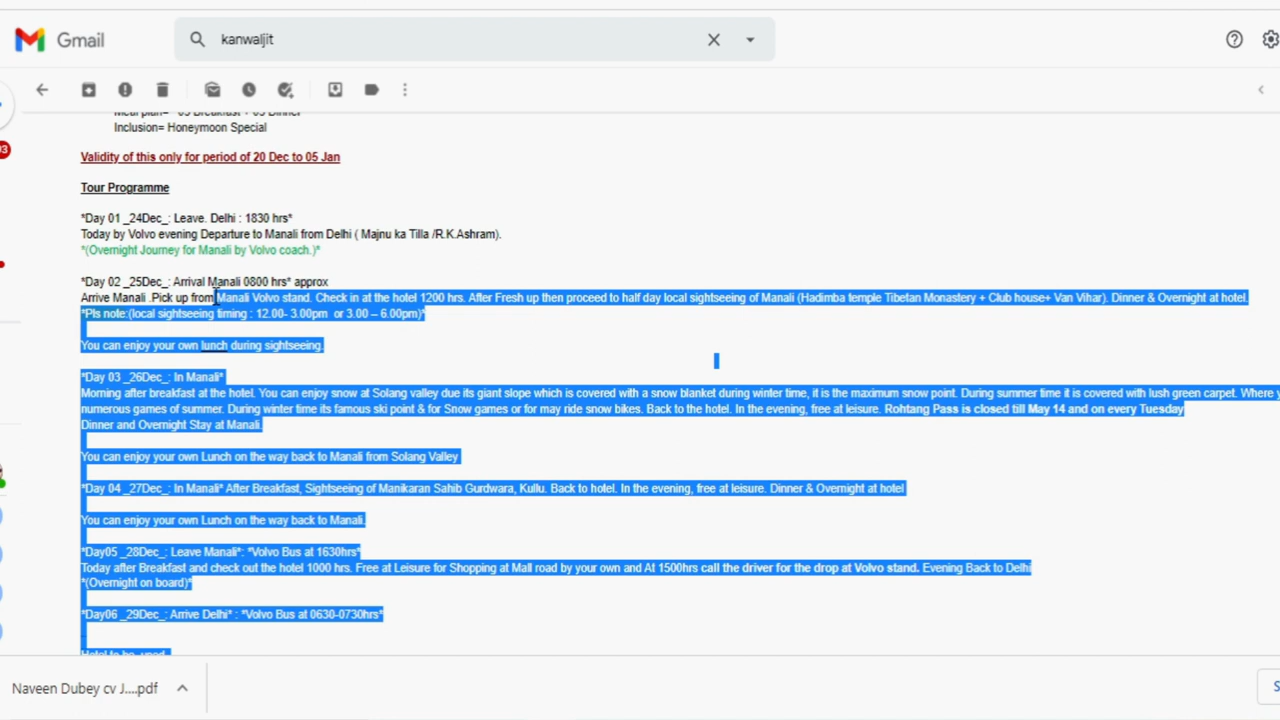 Gmail
kanwaljit
Meal plan= 05 Breakfast + 03 Dinner
Inclusion= Honeymoon Special
Validity of this only for period of 20 Dec to 05 Jan
Tour Programme
*Day 01 _24Dec_: Leave. Delhi : 1830 hrs*
Today by Volvo evening Departure to Manali from Delhi ( Majnu ka Tilla /R.K.Ashram).
*(Overnight Journey for Manali by Volvo coach.)*
*Day 02 _25Dec_: Arrival Manali 0800 hrs* approx
Arrive Manali .Pick up from Manali Volvo stand. Check in at the hotel 1200 hrs. After Fresh up then proceed to half day local sightseeing of Manali (Hadimba temple Tibetan Monastery + Club house+ Van Vihar). Dinner & Overnight at hotel.
*Pls note:(local sightseeing timing : 12.00- 3.00pm or 3.00 – 6.00pm)*
You can enjoy your own lunch during sightseeing.
*Day 03 _26Dec_: In Manali*
Morning after breakfast at the hotel. You can enjoy snow at Solang valley due its giant slope which is covered with a snow blanket during winter time, it is the maximum snow point. During summer time it is covered with lush green carpet. Where y
numerous games of summer. During winter time its famous ski point & for Snow games or for may ride snow bikes. Back to the hotel. In the evening, free at leisure. Rohtang Pass is closed till May 14 and on every Tuesday
Dinner and Overnight Stay at Manali.
You can enjoy your own Lunch on the way back to Manali from Solang Valley
*Day 04 _27Dec_: In Manali* After Breakfast, Sightseeing of Manikaran Sahib Gurdwara, Kullu. Back to hotel. In the evening, free at leisure. Dinner & Overnight at hotel
You can enjoy your own Lunch on the way back to Manali.
*Day05 _28Dec_: Leave Manali*: *Volvo Bus at 1630hrs*
Today after Breakfast and check out the hotel 1000 hrs. Free at Leisure for Shopping at Mall road by your own and At 1500hrs call the driver for the drop at Volvo stand. Evening Back to Delhi
*(Overnight on board)*
*Day06 _29Dec_: Arrive Delhi* : *Volvo Bus at 0630-0730hrs*
Hotel to be used
Naveen Dubey cv J....pdf
S